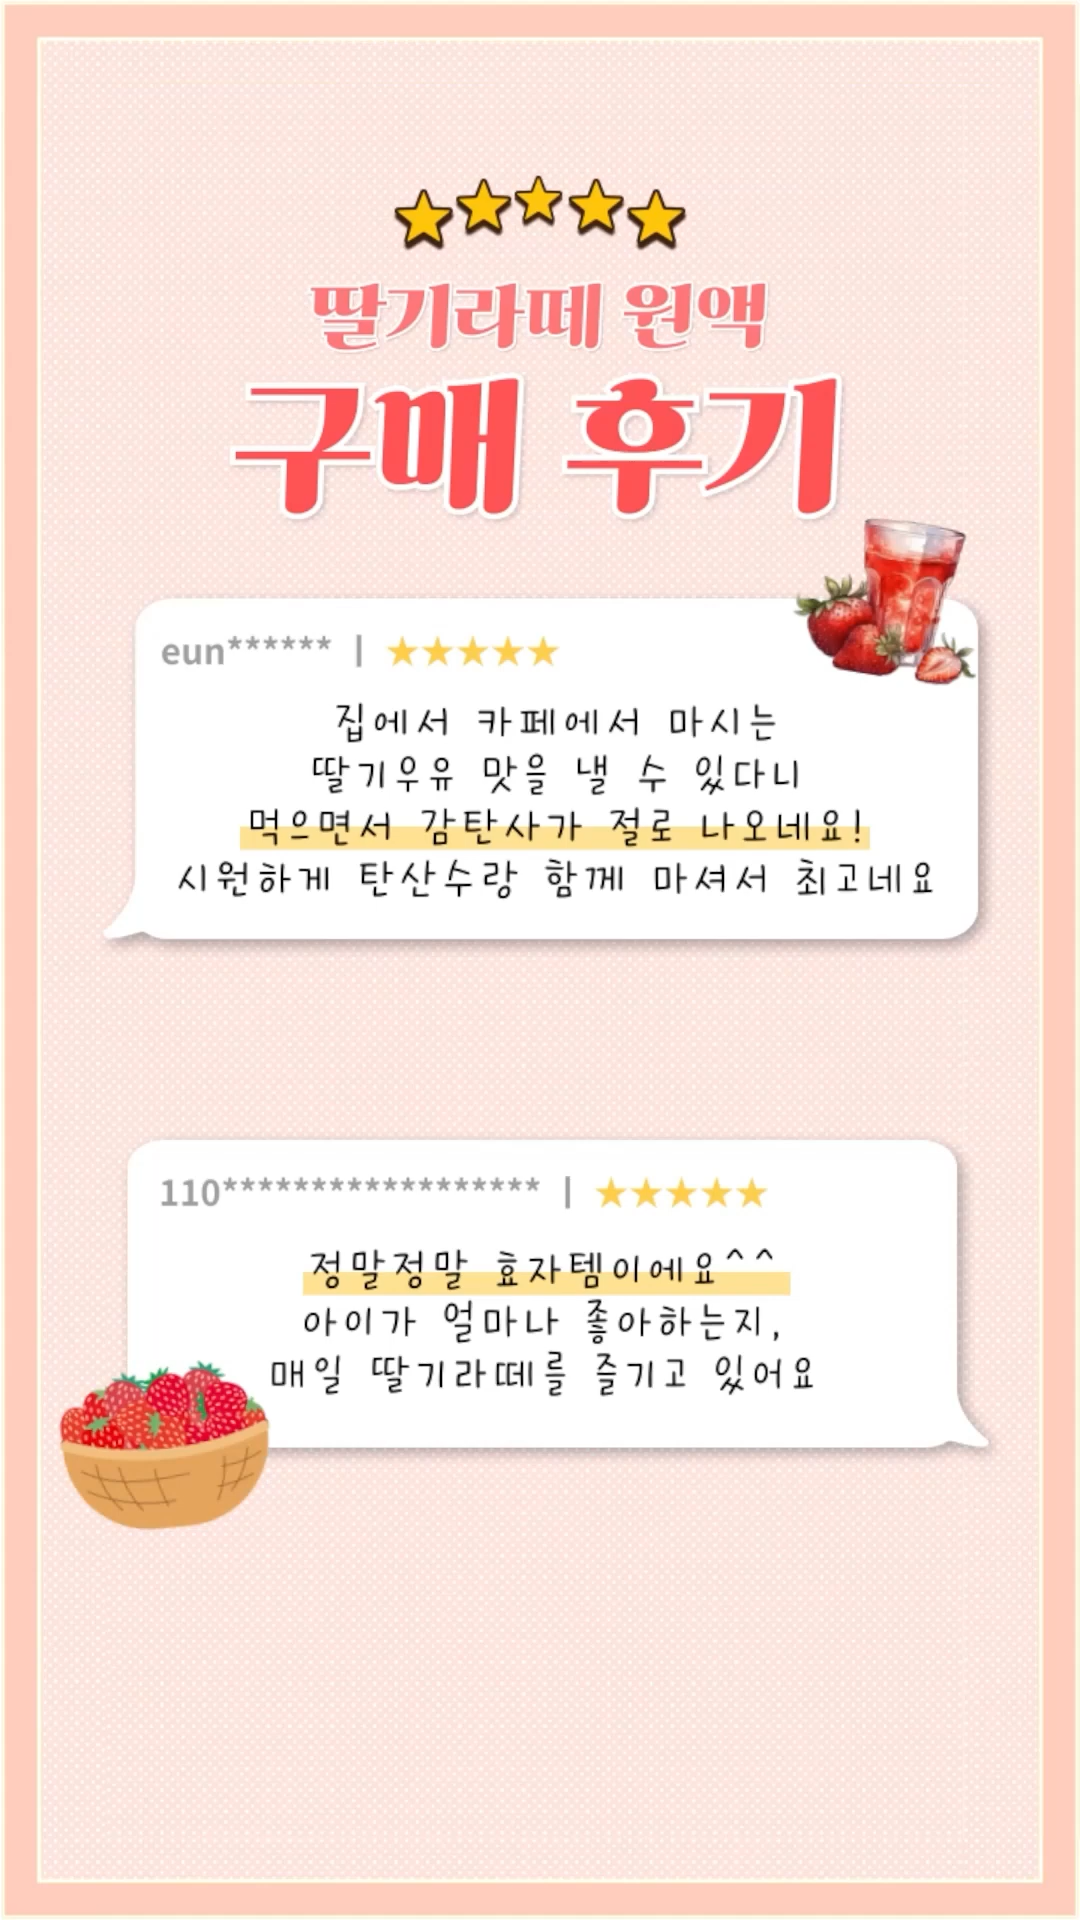 딸기라떼 원액
구매 후기
eun****** | ★★★★★
집에서 카페에서 마시는
딸기우유 맛을 낼 수 있다니
먹으면서 감탄사가 절로 나오네요!
시원하게 탄산수랑 함께 마셔서 최고네요
110****************** | ★★★★★
정말정말 효자템이에요^^
아이가 얼마나 좋아하는지,
매일 딸기라떼를 즐기고 있어요